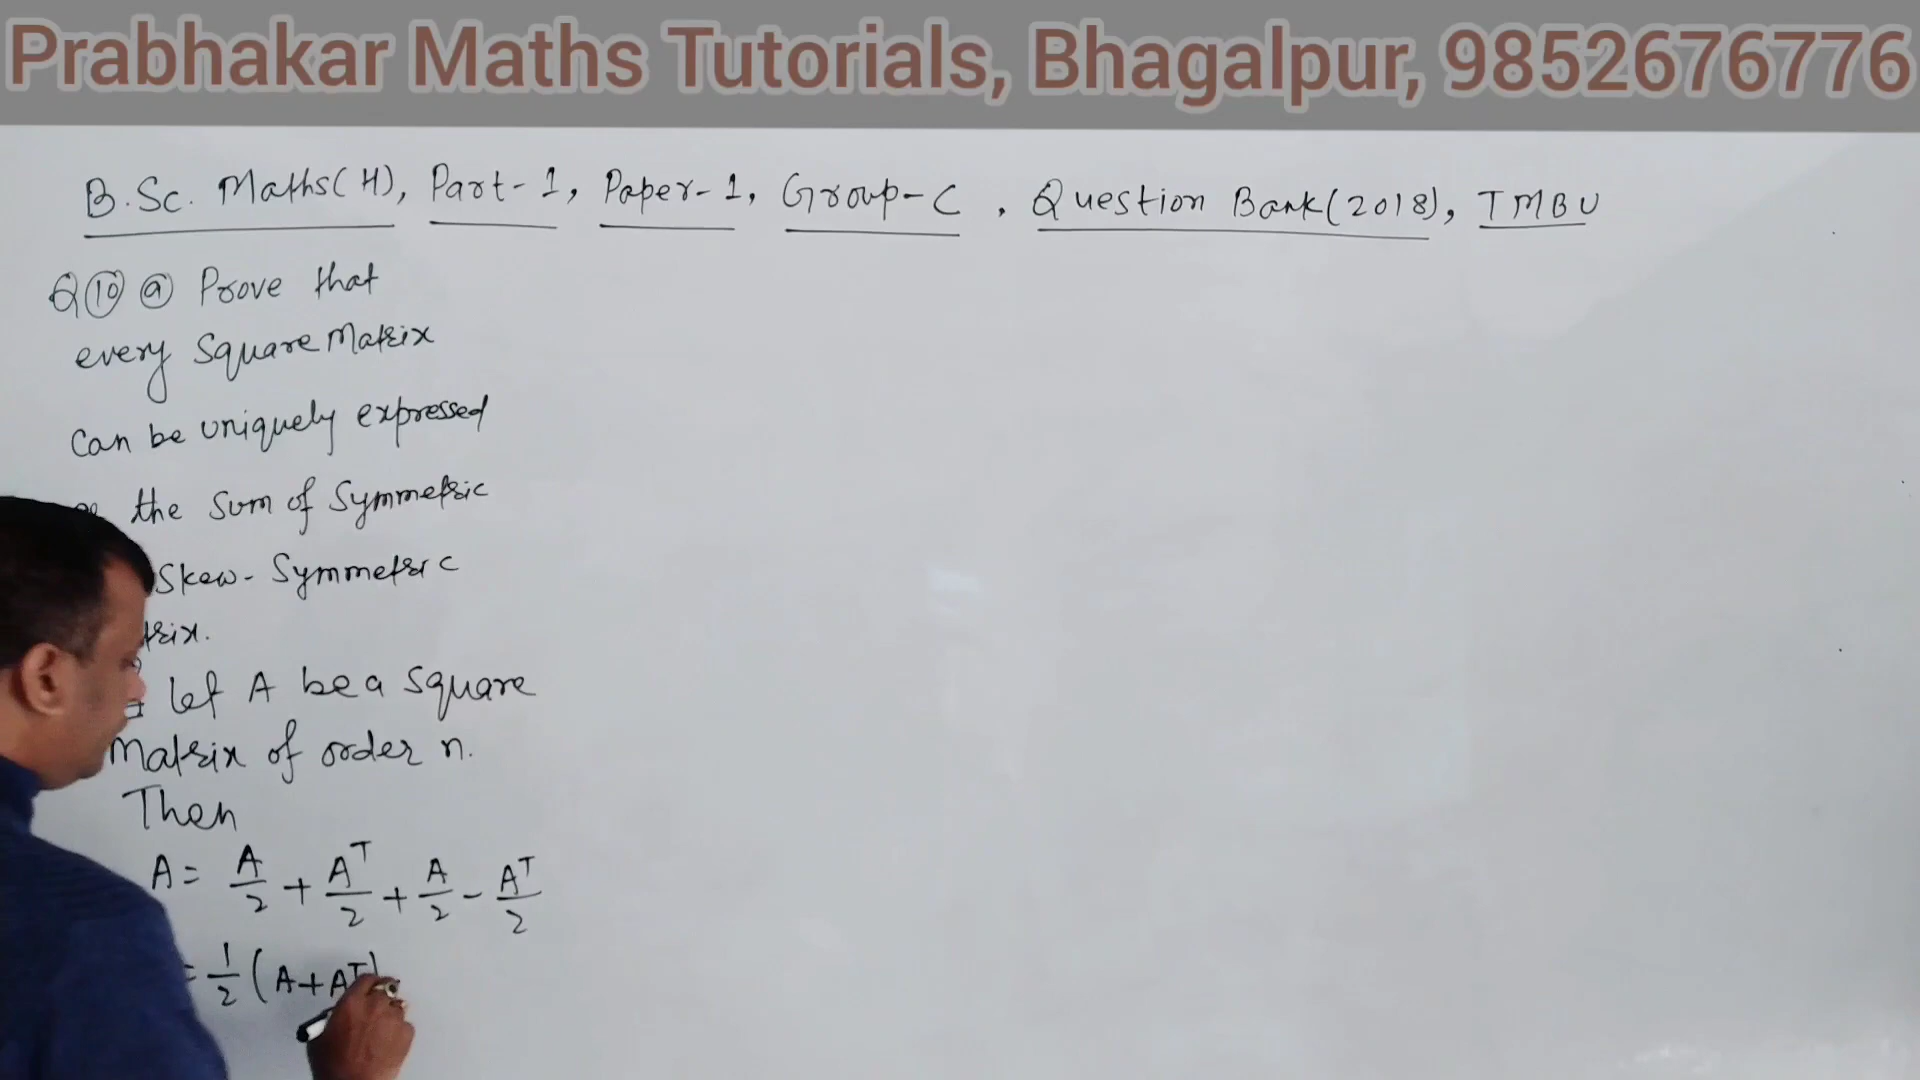 Prabhakar Maths Tutorials, Bhagalpur, 9852676776
B.Sc. Maths(H), Part-1, Paper-1, Group-C, Question Bank(2018), TMBU
Q 10 a Prove that
every Square Matrix
Can be uniquely expressed
the Sum of Symmetric
Skew-Symmetric
let A be a square
Matrix of order n.
Then
A = A/2 + A^T/2 + A/2 - A^T/2
= 1/2 (A+A^T)